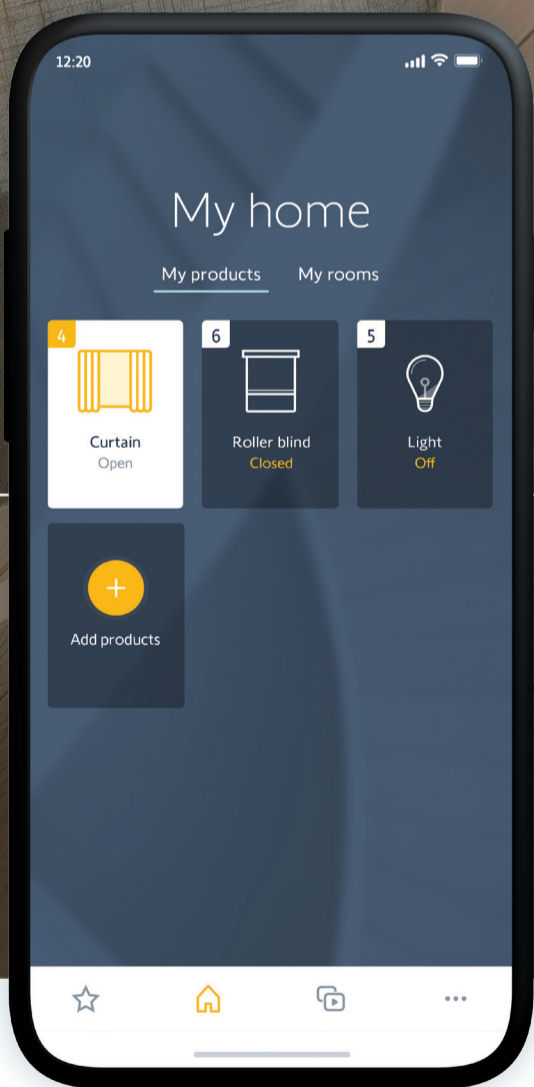 12:20
My home
My products My rooms
4 6 5
Curtain Roller blind Light
Open Closed Off
Add products